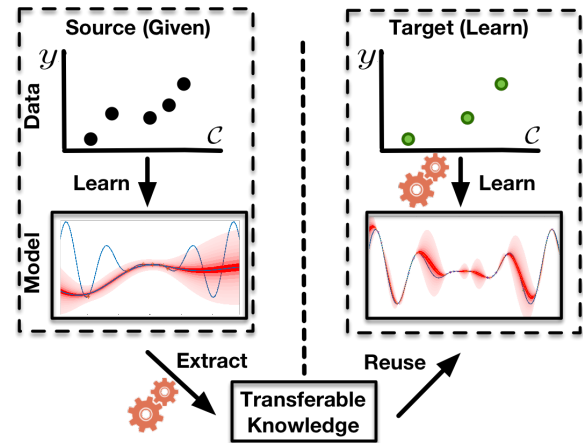 Source (Given)
Target (Learn)
y
Data
C
y
C
Learn
Learn
Model
Extract
Reuse
Transferable
Knowledge